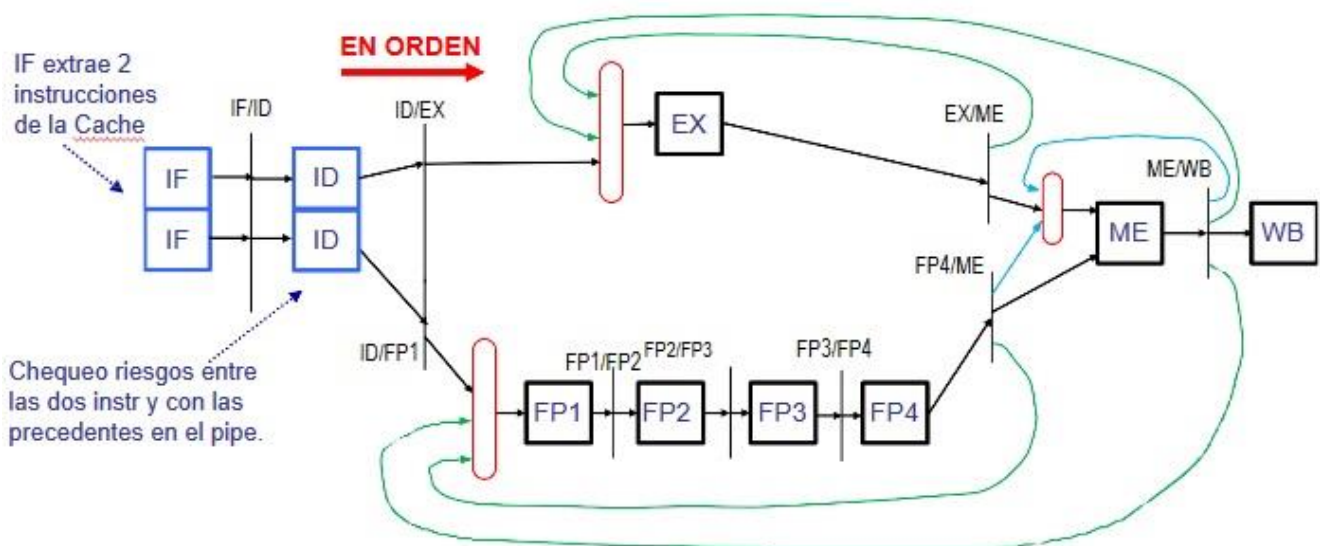 EN ORDEN
IF extrae 2
instrucciones
de la Cache
IF/ID
ID/EX
EX/ME
ME/WB
IF
ID
EX
IF
ID
ME
WB
FP4/ME
Chequeo riesgos entre
las dos instr y con las
precedentes en el pipe.
ID/FP1
FP1/FP2
FP2/FP3
FP3/FP4
FP1
FP2
FP3
FP4